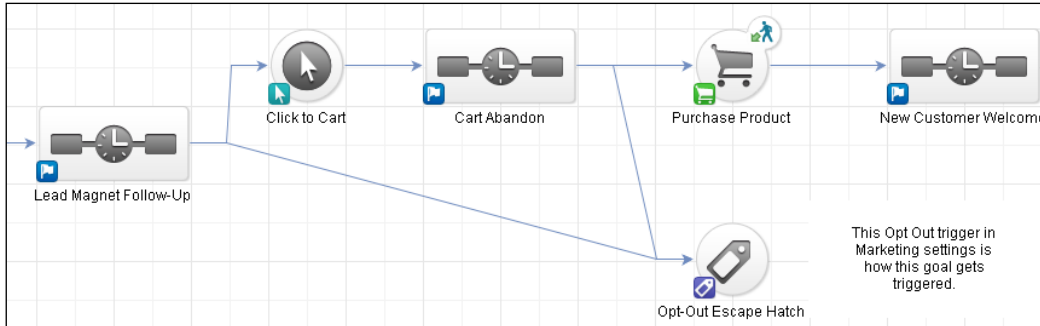 Click to Cart
Cart Abandon
Purchase Product
New Customer Welcome
Lead Magnet Follow-Up
This Opt Out trigger in
Marketing settings is
how this goal gets
triggered.
Opt-Out Escape Hatch